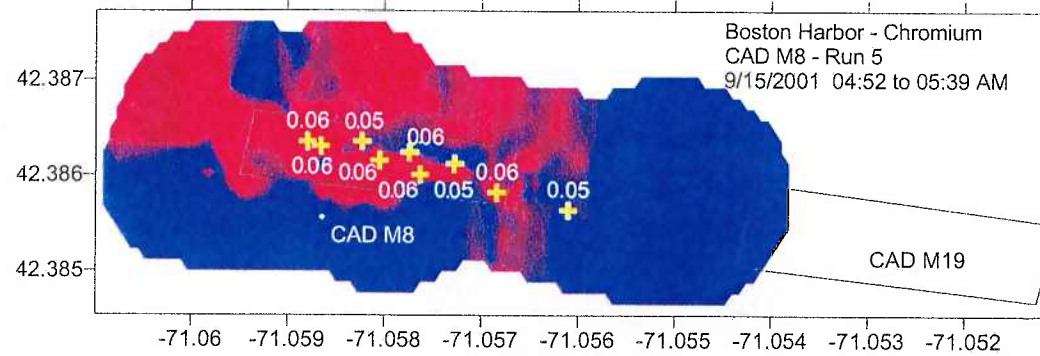 Boston Harbor - Chromium
CAD M8 - Run 5
9/15/2001 04:52 to 05:39 AM
42.387
42.386
42.385
0.06 0.05 0.06
0.06 0.06 0.06 0.05 0.06 0.05
CAD M8
CAD M19
-71.06 -71.059 -71.058 -71.057 -71.056 -71.055 -71.054 -71.053 -71.052